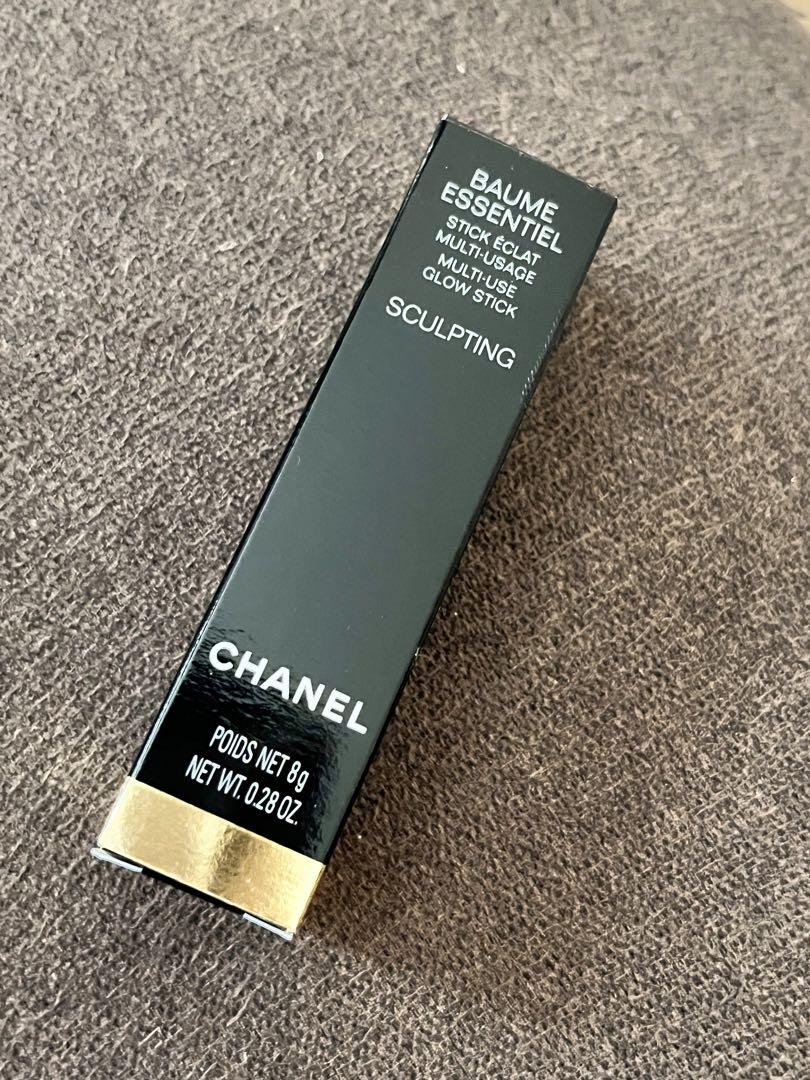 BAUME
ESSENTIEL
STICK ÉCLAT
MULTI-USAGE
MULTI-USE
GLOW STICK
SCULPTING
CHANEL
POIDS NET 8g
NET WT. 0.28 OZ.